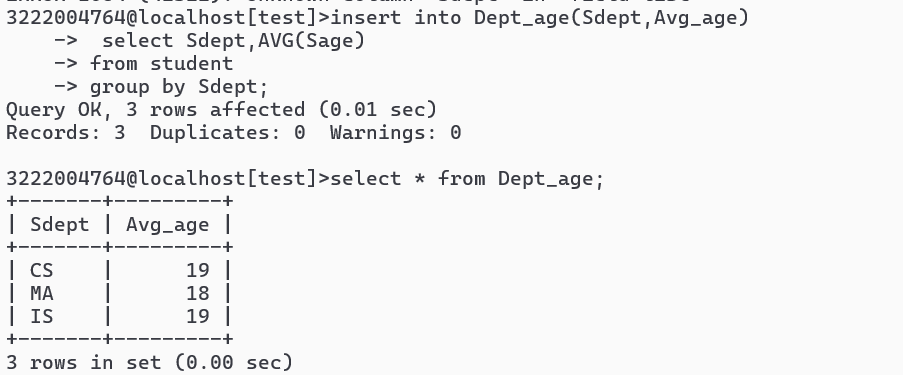 3222004764@localhost[test]>insert into Dept_age(Sdept,Avg_age)
    ->  select Sdept,AVG(Sage)
    -> from student
    -> group by Sdept;
Query OK, 3 rows affected (0.01 sec)
Records: 3  Duplicates: 0  Warnings: 0

3222004764@localhost[test]>select * from Dept_age;
+-------+---------+
| Sdept | Avg_age |
+-------+---------+
| CS    |      19 |
| MA    |      18 |
| IS    |      19 |
+-------+---------+
3 rows in set (0.00 sec)